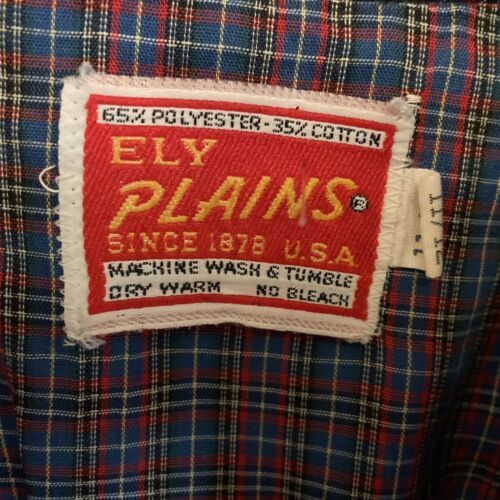 65% POLYESTER - 35% COTTON
ELY
PLAINS®
SINCE 1878 U.S.A.
MACHINE WASH & TUMBLE
DRY WARM NO BLEACH